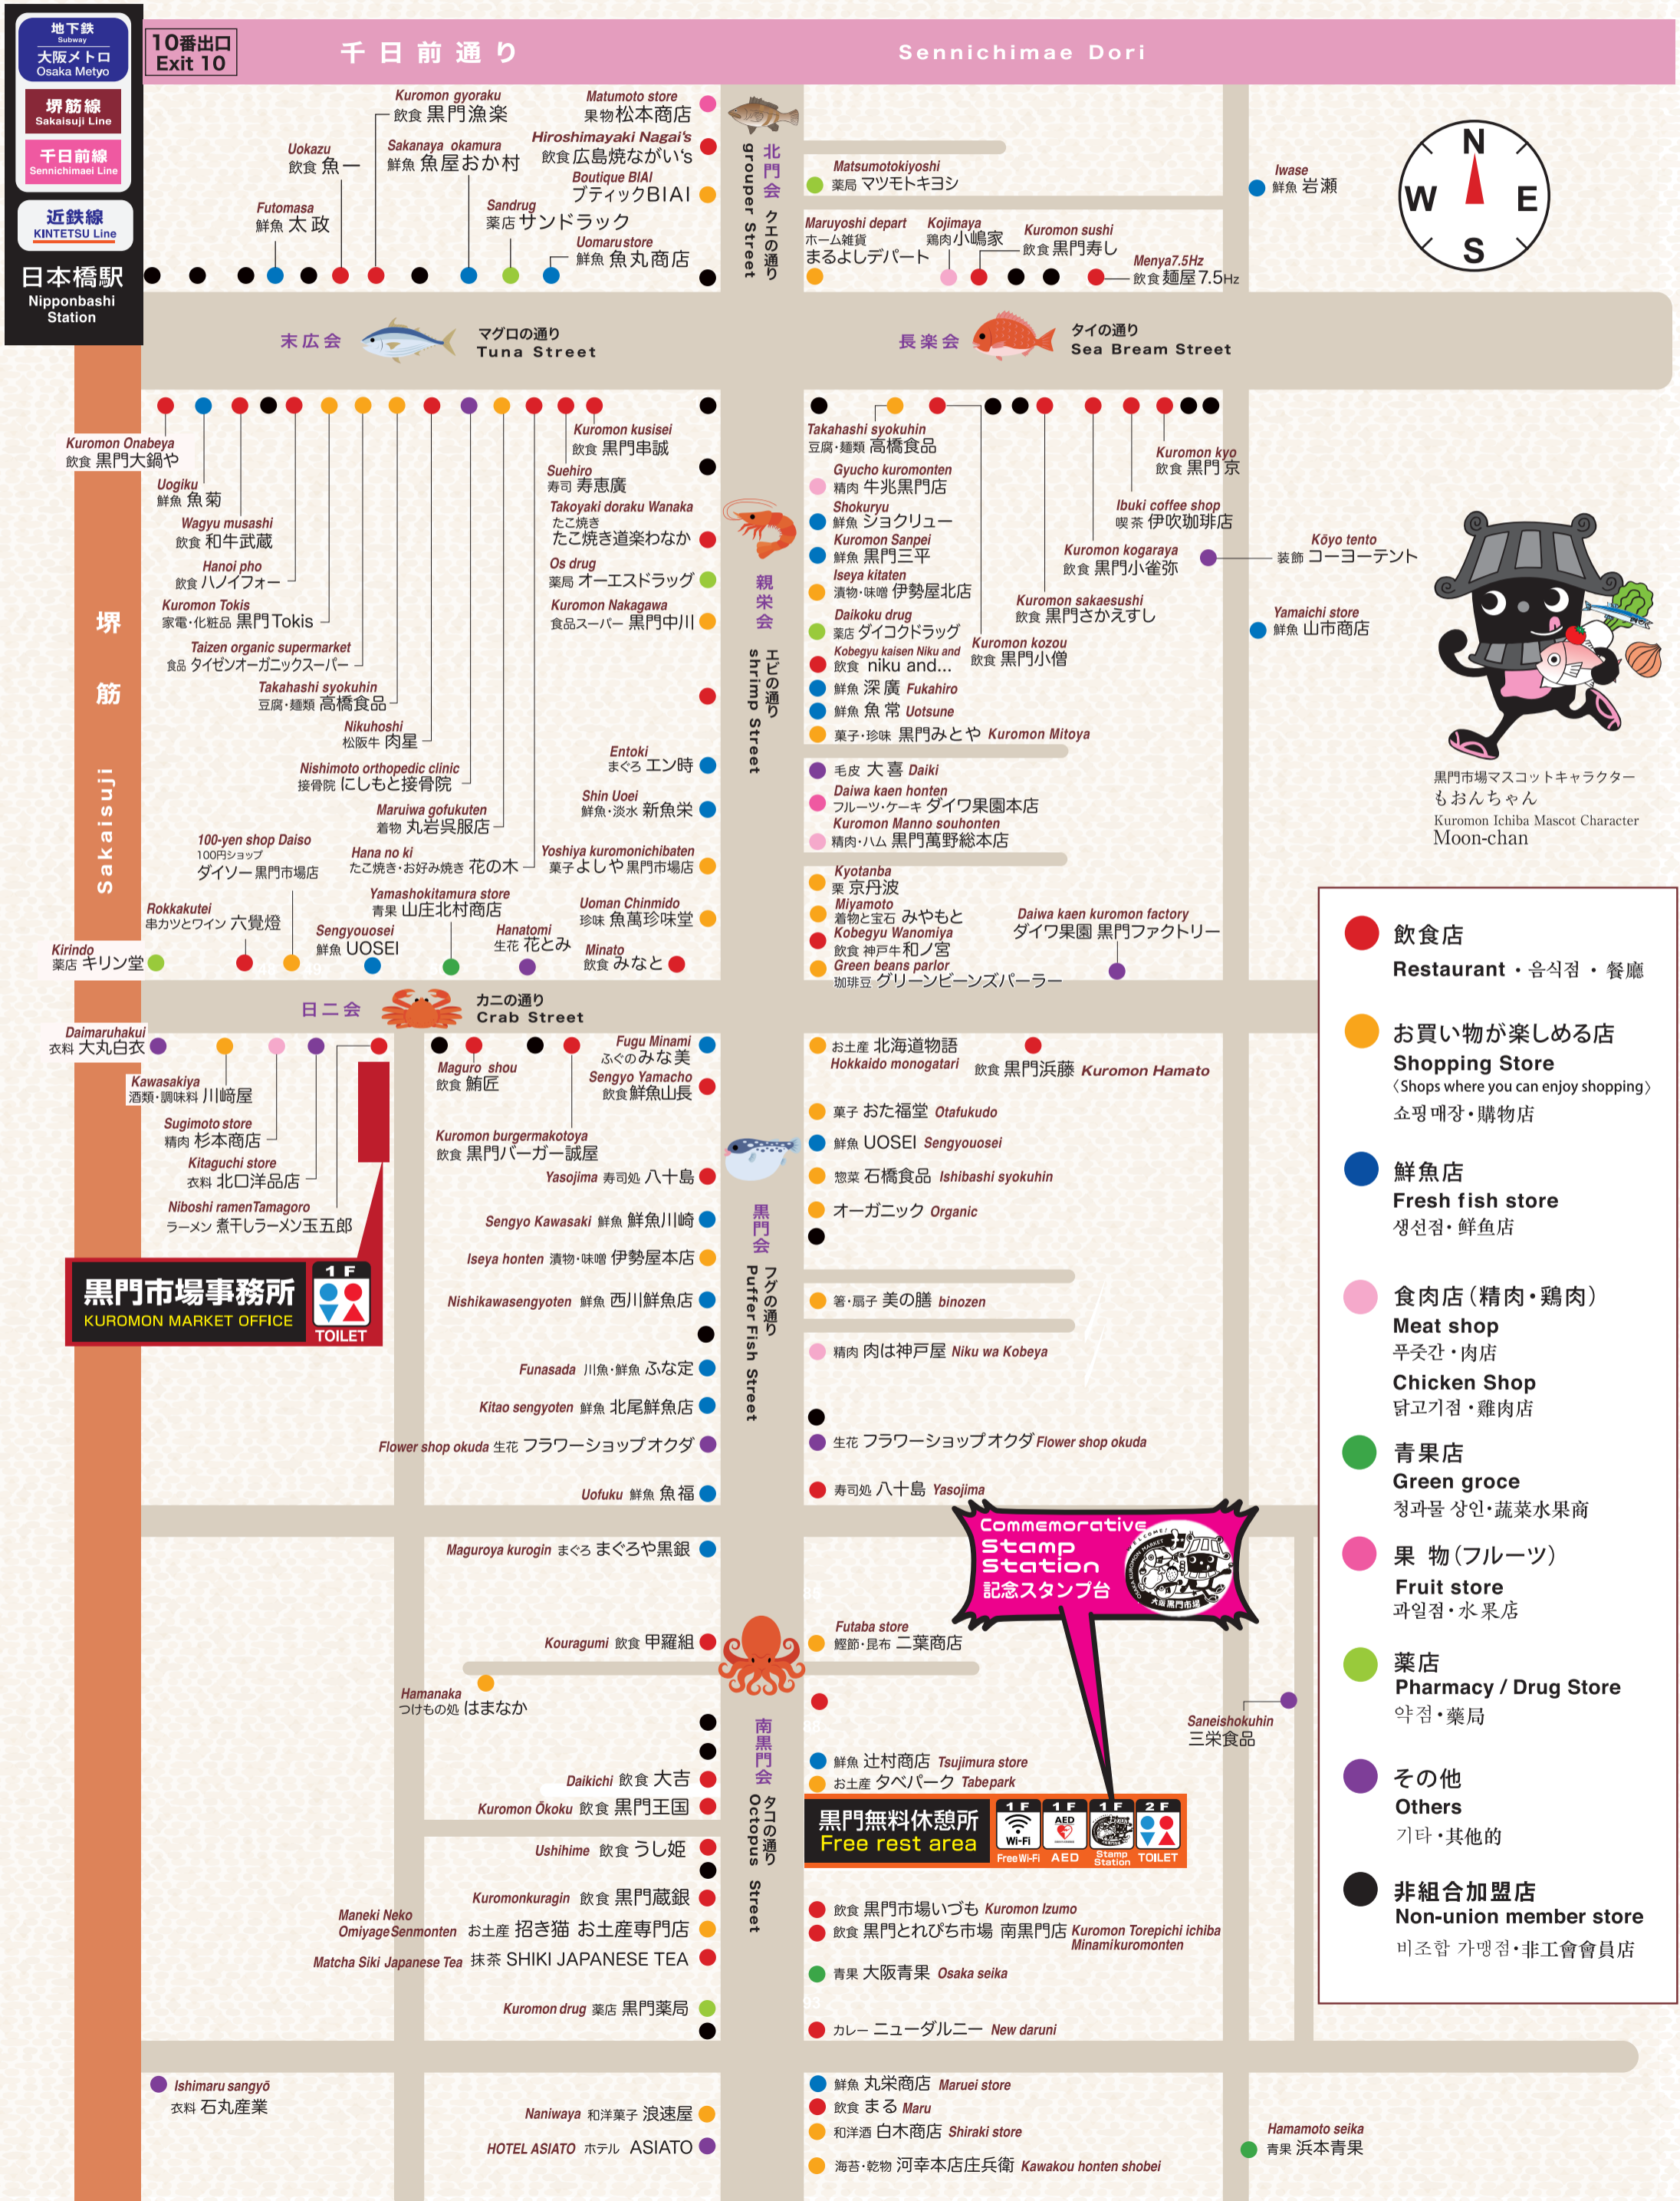 地下鉄
Subway
大阪メトロ
Osaka Metyo
堺筋線
Sakaisuji Line
千日前線
Sennichimaei Line
近鉄線
KINTETSU Line
日本橋駅
Nipponbashi
Station
10番出口
Exit 10
千日前通り
Sennichimae Dori
Kuromon gyoraku
飲食 黒門漁楽
Matumoto store
果物 松本商店
Uokazu
飲食 魚一
Sakanaya okamura
鮮魚 魚屋おか村
Hiroshimayaki Nagai's
飲食 広島焼ながい's
Boutique BIAI
ブティックBIAI
Futomasa
鮮魚 太政
Sandrug
薬店 サンドラック
Uomaru store
鮮魚 魚丸商店
北門会
クエの通り
grouper Street
Matsumotokiyoshi
薬局 マツモトキヨシ
Maruyoshi depart
ホーム雑貨
まるよしデパート
Kojimaya
鶏肉 小嶋家
Kuromon sushi
飲食 黒門寿し
Menya7.5Hz
飲食 麺屋7.5Hz
Iwase
鮮魚 岩瀬
N
W
E
S
末広会
マグロの通り
Tuna Street
長楽会
タイの通り
Sea Bream Street
堺筋
Sakaisuji
Kuromon Onabeya
飲食 黒門大鍋や
Uogiku
鮮魚 魚菊
Wagyu musashi
飲食 和牛武蔵
Hanoi pho
飲食 ハノイフォー
Kuromon Tokis
家電・化粧品 黒門Tokis
Taizen organic supermarket
食品 タイゼンオーガニックスーパー
Takahashi syokuhin
豆腐・麺類 高橋食品
Nikuhoshi
松阪牛 肉星
Nishimoto orthopedic clinic
接骨院 にしもと接骨院
Maruiwa gofukuten
着物 丸岩呉服店
Hana no ki
たこ焼き・お好み焼き 花の木
Kuromon kusisei
飲食 黒門串誠
Suehiro
寿司 寿恵廣
Takoyaki doraku Wanaka
たこ焼き
たこ焼き道楽わなか
Os drug
薬局 オーエスドラッグ
Kuromon Nakagawa
食品スーパー 黒門中川
Entoki
まぐろ エン時
Shin Uoei
鮮魚・淡水 新魚栄
Yoshiya kuromonichibaten
菓子 よしや黒門市場店
Uoman Chinmido
珍味 魚萬珍味堂
Minato
飲食 みなと
100-yen shop Daiso
100円ショップ
ダイソー黒門市場店
Rokkakutei
串カツとワイン 六覺燈
Yamashokitamura store
青果 山庄北村商店
Sengyouosei
鮮魚 UOSEI
Hanatomi
生花 花とみ
Kirindo
薬店 キリン堂
親栄会
エビの通り
shrimp Street
Takahashi syokuhin
豆腐・麺類 高橋食品
Gyucho kuromonten
精肉 牛兆黒門店
Shokuryu
鮮魚 ショクリュー
Kuromon Sanpei
鮮魚 黒門三平
Iseya kitaten
漬物・味噌 伊勢屋北店
Daikoku drug
薬店 ダイコクドラッグ
Kobegyu kaisen Niku and
飲食 niku and...
鮮魚 深廣 Fukahiro
鮮魚 魚常 Uotsune
菓子・珍味 黒門みとや Kuromon Mitoya
毛皮 大喜 Daiki
Daiwa kaen honten
フルーツ・ケーキ ダイワ果園本店
Kuromon Manno souhonten
精肉・ハム 黒門萬野総本店
Kyotanba
栗 京丹波
Miyamoto
着物と宝石 みやもと
Kobegyu Wanomiya
飲食 神戸牛和ノ宮
Green beans parlor
珈琲豆 グリーンビーンズパーラー
Kuromon kyo
飲食 黒門京
Ibuki coffee shop
喫茶 伊吹珈琲店
Kuromon kogaraya
飲食 黒門小雀弥
Kuromon sakaesushi
飲食 黒門さかえすし
Kuromon kozou
飲食 黒門小僧
Kōyo tento
装飾 コーヨーテント
Yamaichi store
鮮魚 山市商店
Daiwa kaen kuromon factory
ダイワ果園 黒門ファクトリー
黒門市場マスコットキャラクター
もおんちゃん
Kuromon Ichiba Mascot Character
Moon-chan
日二会
カニの通り
Crab Street
Daimaruhakui
衣料 大丸白衣
Kawasakiya
酒類・調味料 川﨑屋
Sugimoto store
精肉 杉本商店
Kitaguchi store
衣料 北口洋品店
Niboshi ramenTamagoro
ラーメン 煮干しラーメン玉五郎
黒門市場事務所
KUROMON MARKET OFFICE
1F
TOILET
Maguro shou
飲食 鮪匠
Kuromon burgermakotoya
飲食 黒門バーガー誠屋
Fugu Minami
ふぐのみな美
Sengyo Yamacho
飲食 鮮魚山長
Yasojima 寿司処 八十島
Sengyo Kawasaki 鮮魚 鮮魚川崎
Iseya honten 漬物・味噌 伊勢屋本店
Nishikawasengyoten 鮮魚 西川鮮魚店
Funasada 川魚・鮮魚 ふな定
Kitao sengyoten 鮮魚 北尾鮮魚店
Flower shop okuda 生花 フラワーショップオクダ
Uofuku 鮮魚 魚福
黒門会
フグの通り
Puffer Fish Street
お土産 北海道物語
Hokkaido monogatari
飲食 黒門浜藤 Kuromon Hamato
菓子 おた福堂 Otafukudo
鮮魚 UOSEI Sengyouosei
惣菜 石橋食品 Ishibashi syokuhin
オーガニック Organic
箸・扇子 美の膳 binozen
精肉 肉は神戸屋 Niku wa Kobeya
生花 フラワーショップオクダ Flower shop okuda
寿司処 八十島 Yasojima
Commemorative
Stamp
Station
記念スタンプ台
大阪黒門市場
Maguroya kurogin まぐろ まぐろや黒銀
Kouragumi 飲食 甲羅組
Hamanaka
つけもの処 はまなか
Daikichi 飲食 大吉
Kuromon Ōkoku 飲食 黒門王国
Ushihime 飲食 うし姫
Kuromonkuragin 飲食 黒門蔵銀
Maneki Neko
Omiyage Senmonten お土産 招き猫 お土産専門店
Matcha Siki Japanese Tea 抹茶 SHIKI JAPANESE TEA
Kuromon drug 薬店 黒門薬局
南黒門会
タコの通り
Octopus Street
Futaba store
鰹節・昆布 二葉商店
鮮魚 辻村商店 Tsujimura store
お土産 タベパーク Tabepark
黒門無料休憩所
Free rest area
1F
Wi-Fi
Free Wi-Fi
1F
AED
AED
1F
Stamp
Station
2F
TOILET
飲食 黒門市場いづも Kuromon Izumo
飲食 黒門とれぴち市場 南黒門店 Kuromon Torepichi ichiba
Minamikuromonten
青果 大阪青果 Osaka seika
カレー ニューダルニー New daruni
Saneishokuhin
三栄食品
Ishimaru sangyō
衣料 石丸産業
Naniwaya 和洋菓子 浪速屋
HOTEL ASIATO ホテル ASIATO
鮮魚 丸栄商店 Maruei store
飲食 まる Maru
和洋酒 白木商店 Shiraki store
海苔・乾物 河幸本店庄兵衛 Kawakou honten shobei
Hamamoto seika
青果 浜本青果
飲食店
Restaurant ・ 음식점 ・ 餐廳
お買い物が楽しめる店
Shopping Store
〈Shops where you can enjoy shopping〉
쇼핑 매장・購物店
鮮魚店
Fresh fish store
생선점・鮮鱼店
食肉店（精肉・鶏肉）
Meat shop
푸줏간・肉店
Chicken Shop
닭고기점・雞肉店
青果店
Green groce
청과물 상인・蔬菜水果商
果物（フルーツ）
Fruit store
과일점・水果店
薬店
Pharmacy / Drug Store
약점・藥局
その他
Others
기타・其他的
非組合加盟店
Non-union member store
비조합 가맹점・非工會會員店